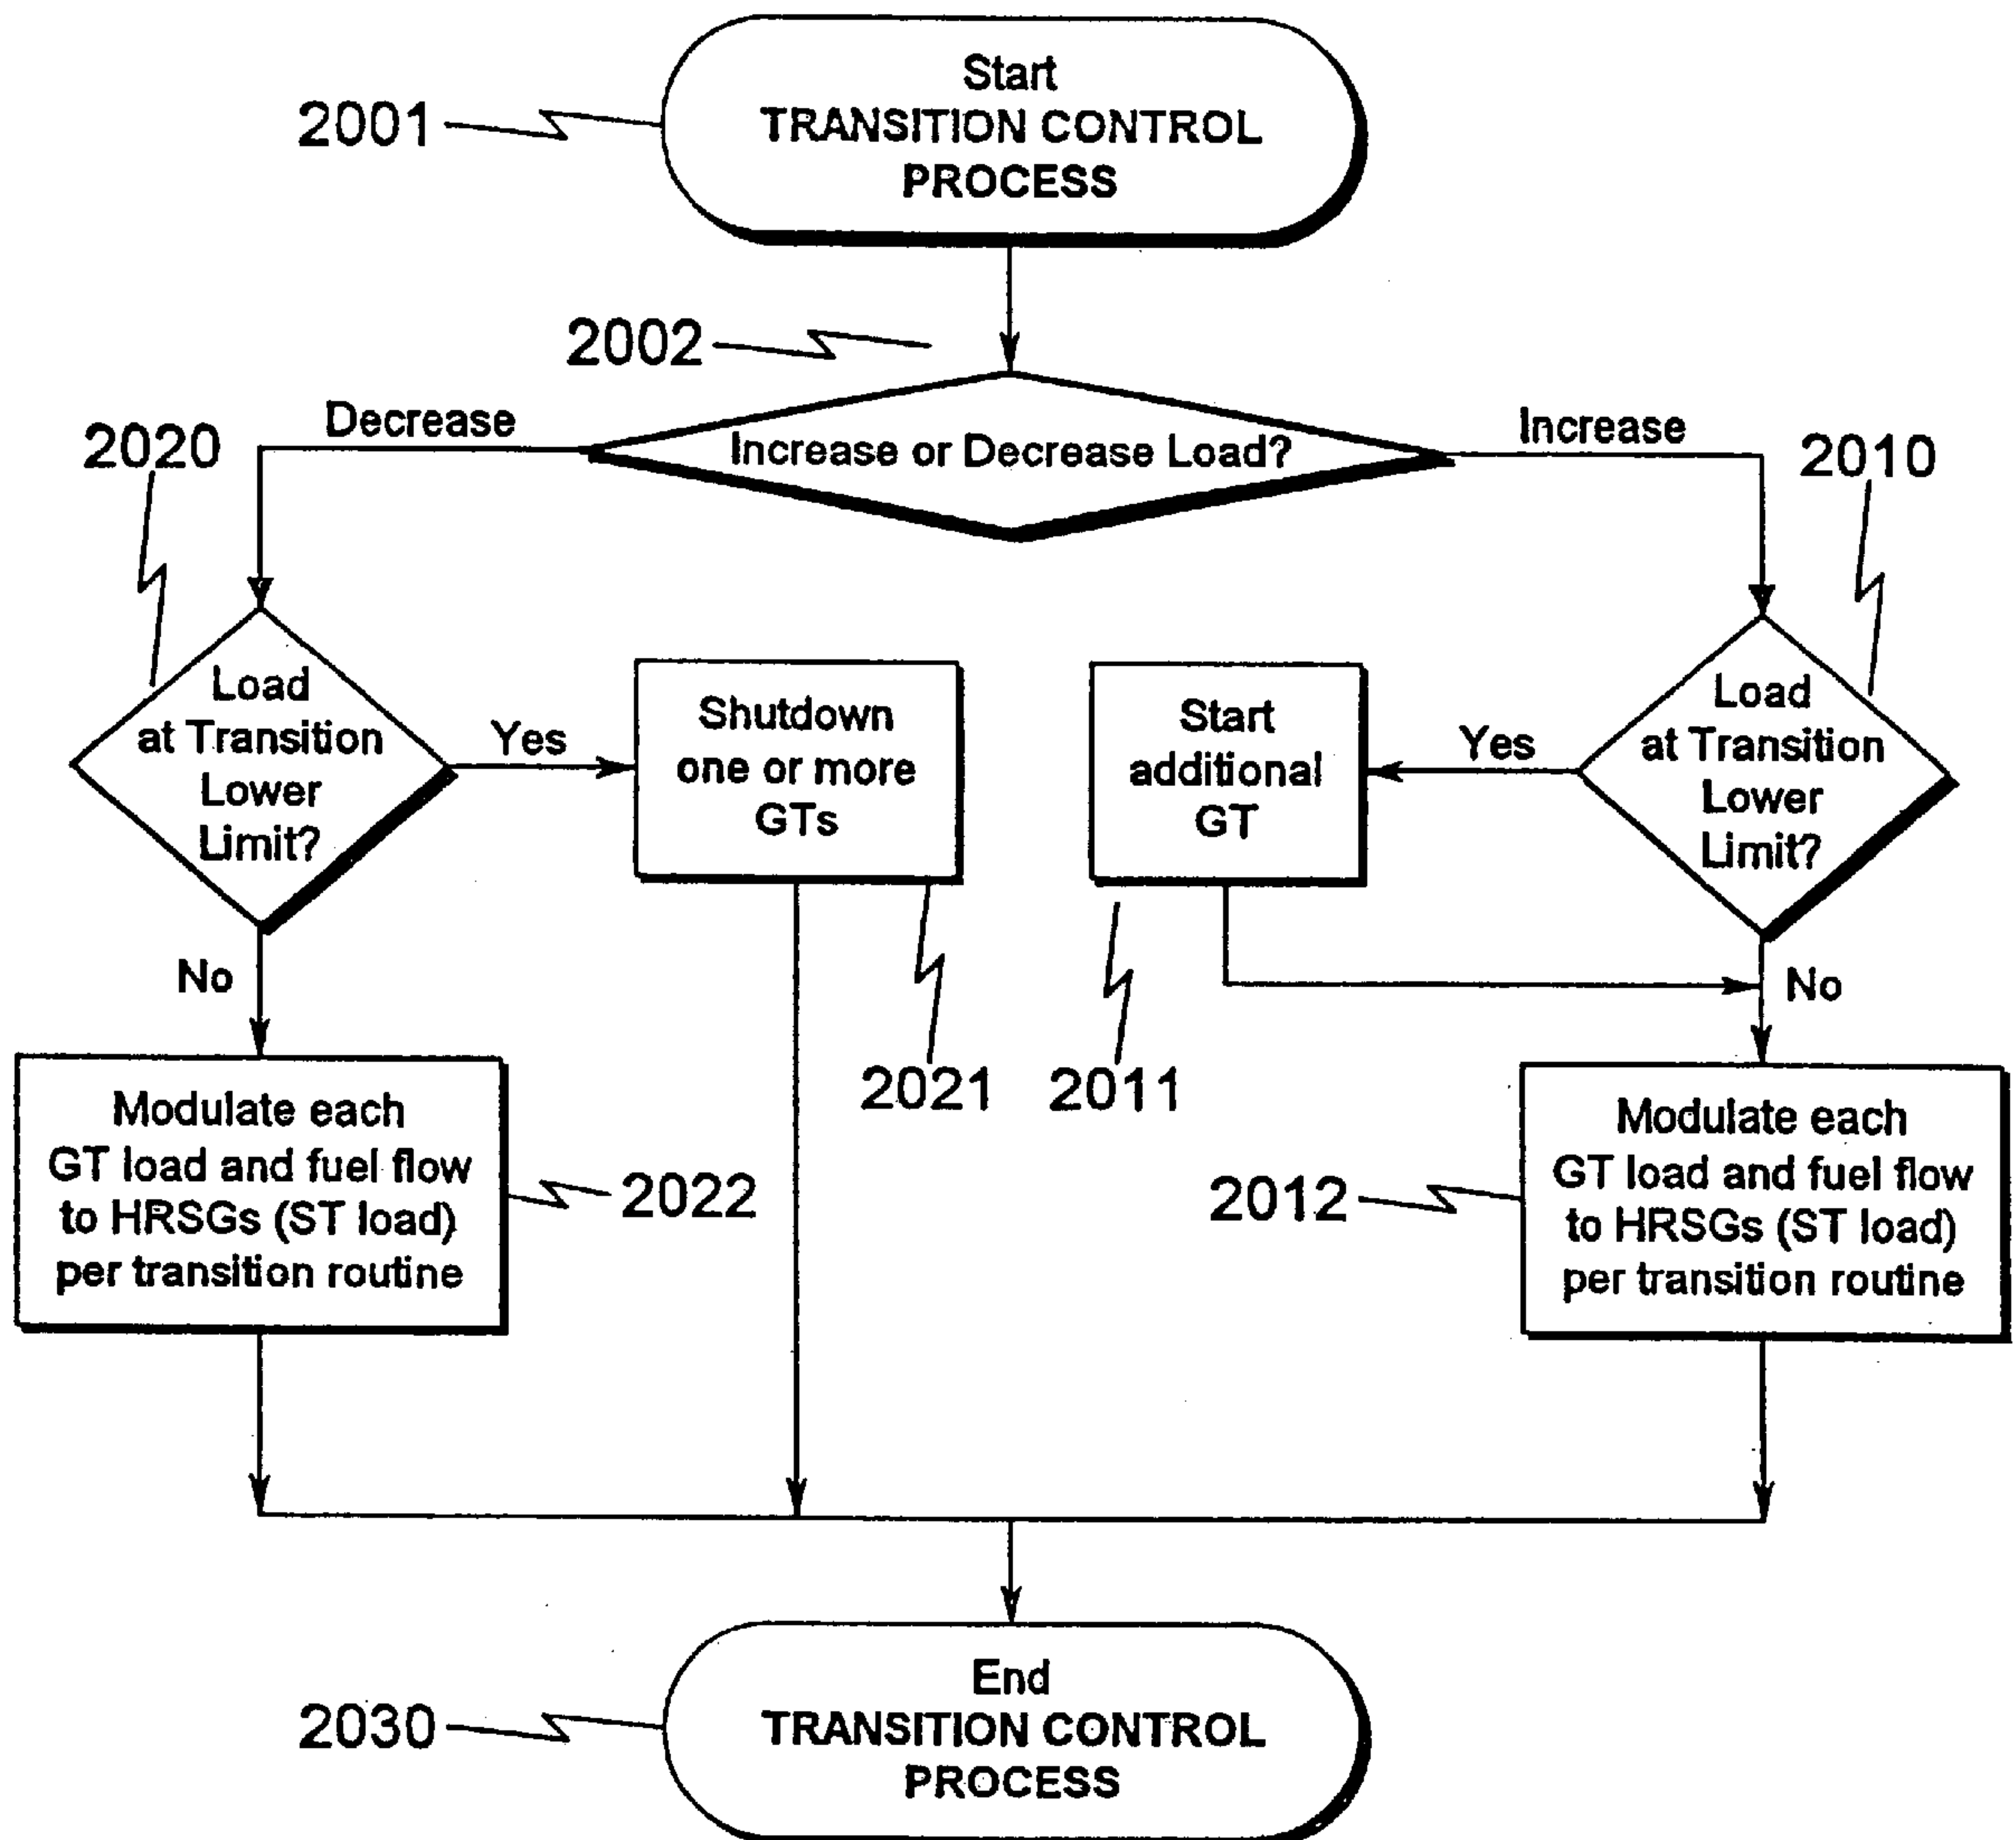 Start
TRANSITION CONTROL
PROCESS
2001
2002
Decrease
Increase or Decrease Load?
Increase
2020
2010
Load
at Transition
Lower
Limit?
Yes
Shutdown
one or more
GTs
Start
additional
GT
Yes
Load
at Transition
Lower
Limit?
No
No
2021
2011
Modulate each
GT load and fuel flow
to HRSGs (ST load)
per transition routine
2022
2012
Modulate each
GT load and fuel flow
to HRSGs (ST load)
per transition routine
End
TRANSITION CONTROL
PROCESS
2030